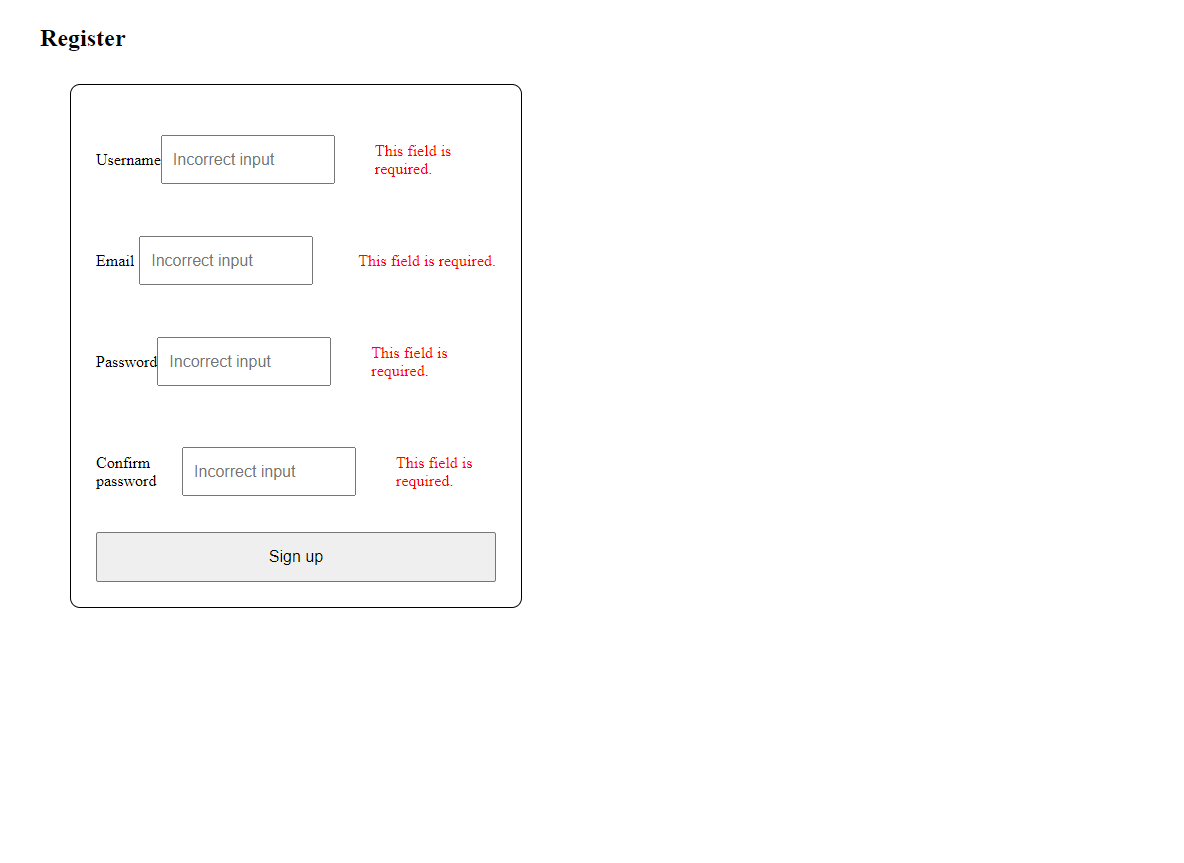 Register
Username
Incorrect input
This field is
required.
Email
Incorrect input
This field is required.
Password
Incorrect input
This field is
required.
Confirm
password
Incorrect input
This field is
required.
Sign up